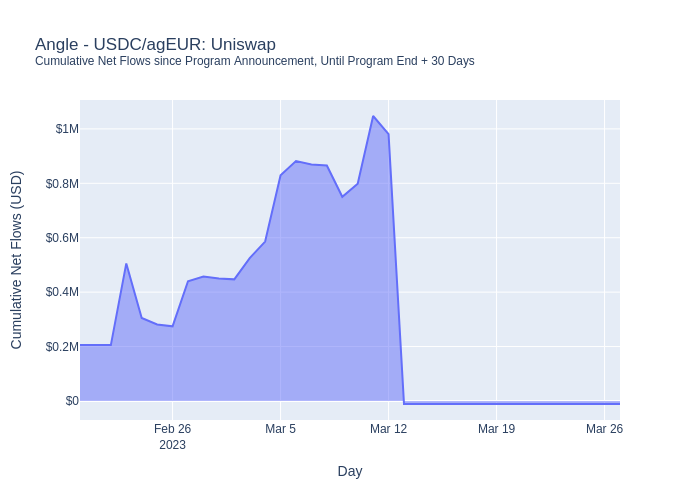 Angle - USDC/agEUR: Uniswap
Cumulative Net Flows since Program Announcement, Until Program End + 30 Days
Cumulative Net Flows (USD)
$1M
$0.8M
$0.6M
$0.4M
$0.2M
$0
Feb 26
2023
Mar 5
Mar 12
Mar 19
Mar 26
Day